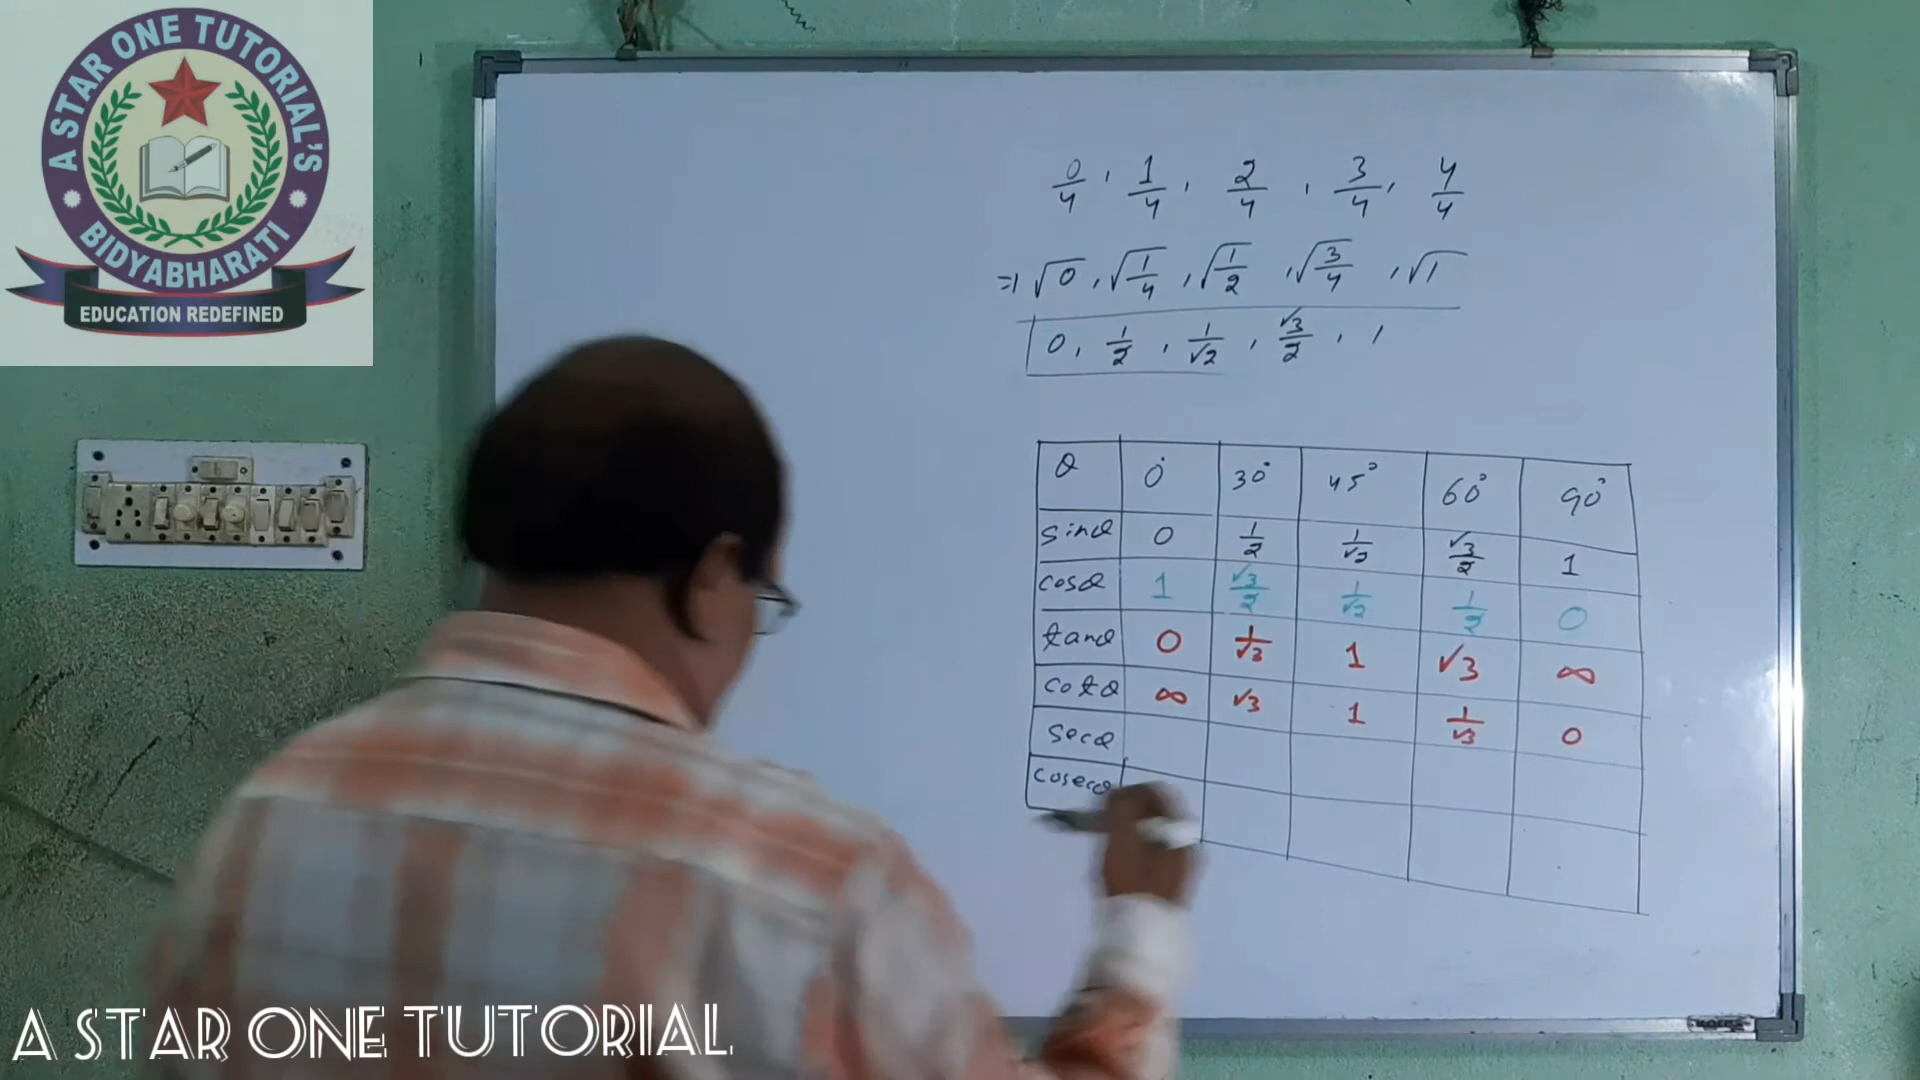 A STAR ONE TUTORIAL'S
BIDYABHARATI
EDUCATION REDEFINED
0/4, 1/4, 2/4, 3/4, 4/4
⇒ √0, √1/4, √1/2, √3/4, √1
0, 1/2, 1/√2, √3/2, 1
θ 0° 30° 45° 60° 90°
sinθ 0 1/2 1/√2 √3/2 1
cosθ 1 √3/2 1/√2 1/2 0
tanθ 0 1/√3 1 √3 ∞
cotθ ∞ √3 1 1/√3 0
secθ
cosecθ
A STAR ONE TUTORIAL